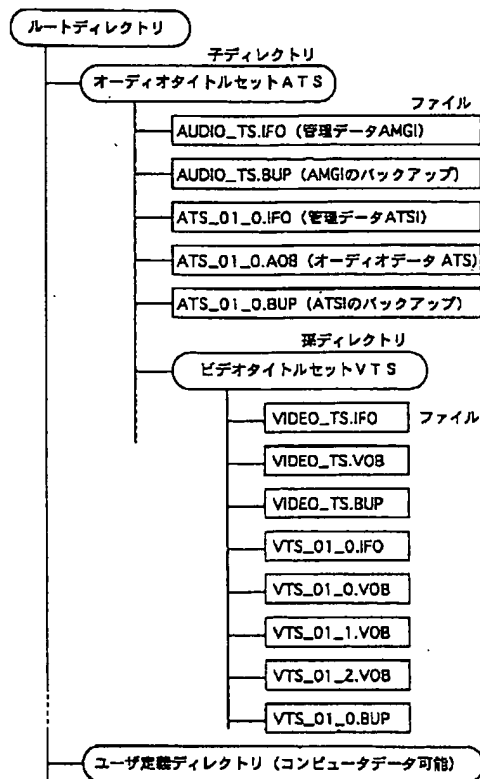 ルートディレクトリ
子ディレクトリ
オーディオタイトルセットATS
ファイル
AUDIO_TS.IFO (管理データAMGI)
AUDIO_TS.BUP (AMGIのバックアップ)
ATS_01_0.IFO (管理データATSI)
ATS_01_0.AOB (オーディオデータ ATS)
ATS_01_0.BUP (ATSIのバックアップ)
孫ディレクトリ
ビデオタイトルセットVTS
VIDEO_TS.IFO ファイル
VIDEO_TS.VOB
VIDEO_TS.BUP
VTS_01_0.IFO
VTS_01_0.VOB
VTS_01_1.VOB
VTS_01_2.VOB
VTS_01_0.BUP
ユーザ定義ディレクトリ (コンピュータデータ可能)